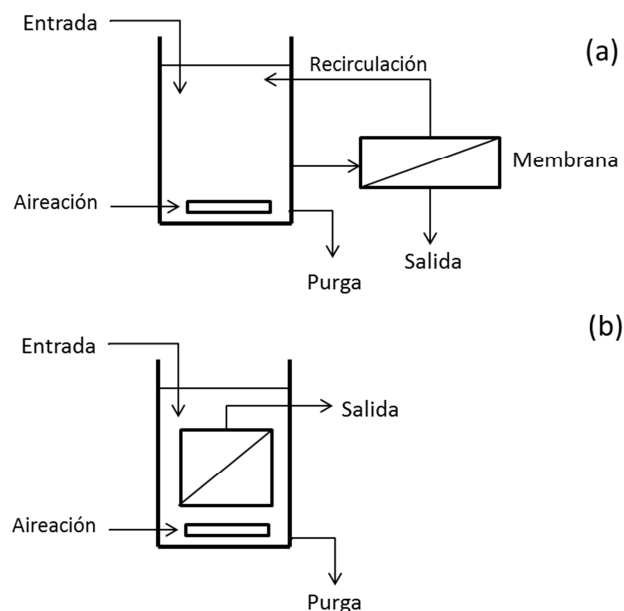 Entrada
(a)
Recirculación
Membrana
Aireación
Salida
Purga
(b)
Entrada
Salida
Aireación
Purga